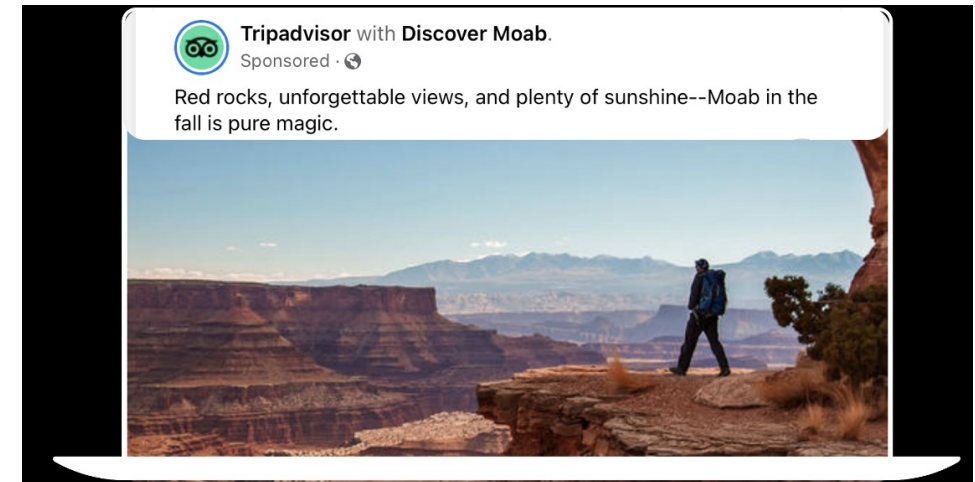 Tripadvisor with Discover Moab.
Sponsored ·
Red rocks, unforgettable views, and plenty of sunshine--Moab in the
fall is pure magic.